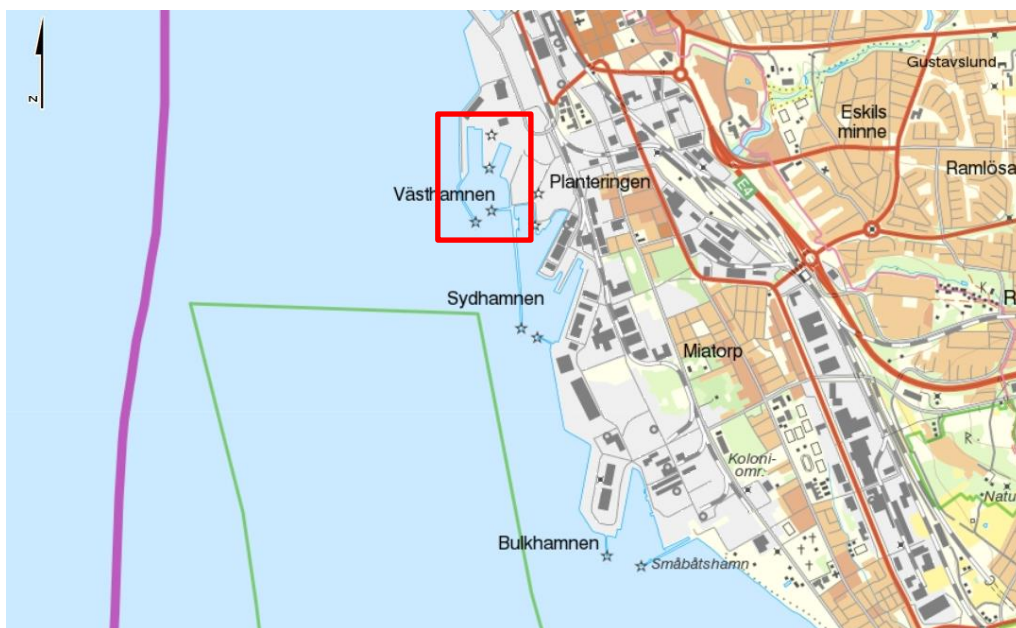 N
Gustavslund
Eskils
minne
Ramlösa
Västhamnen
Planteringen
E4
K
R
Sydhamnen
Miatorp
R
Koloni-
omr.
Natu
Bulkhamnen
Småbåtshamn